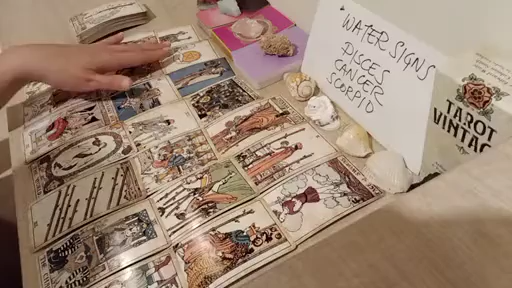 WATER SIGNS
PISCES
CANCER
SCORPIO
TAROT
VINTAG